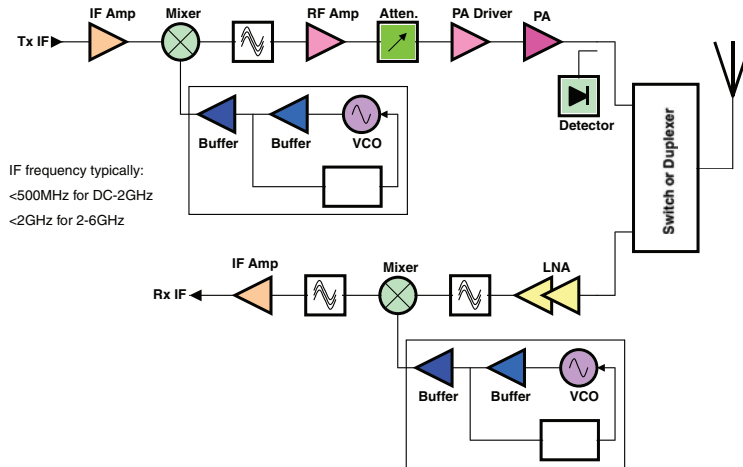 IF Amp
Mixer
RF Amp
Atten.
PA Driver
PA
Tx IF
Detector
Switch or Duplexer
Buffer
Buffer
VCO
IF frequency typically:
<500MHz for DC-2GHz
<2GHz for 2-6GHz
IF Amp
Mixer
LNA
Rx IF
Buffer
Buffer
VCO